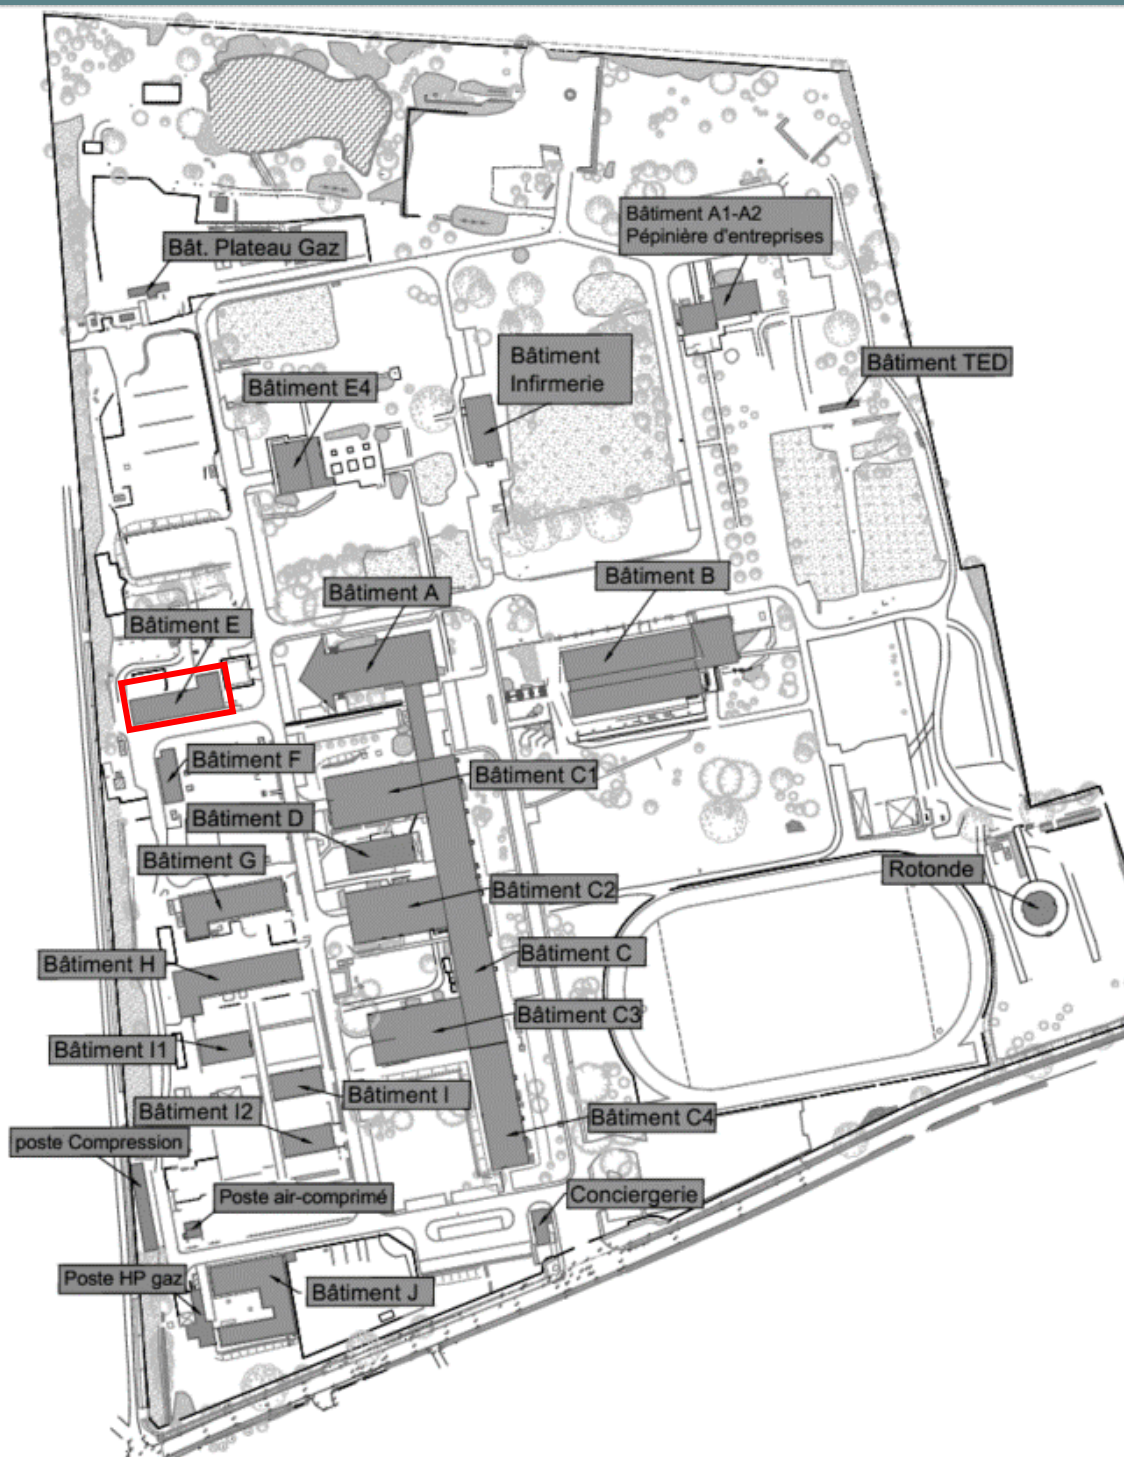 Bâtiment A1-A2
Pépinière d'entreprises
Bât. Plateau Gaz
Bâtiment
Infirmerie
Bâtiment TED
Bâtiment E4
Bâtiment B
Bâtiment A
Bâtiment E
Bâtiment F
Bâtiment C1
Bâtiment D
Bâtiment G
Rotonde
Bâtiment C2
Bâtiment C
Bâtiment H
Bâtiment C3
Bâtiment I1
Bâtiment I
Bâtiment I2
Bâtiment C4
poste Compression
Poste air-comprimé
Conciergerie
Poste HP gaz
Bâtiment J